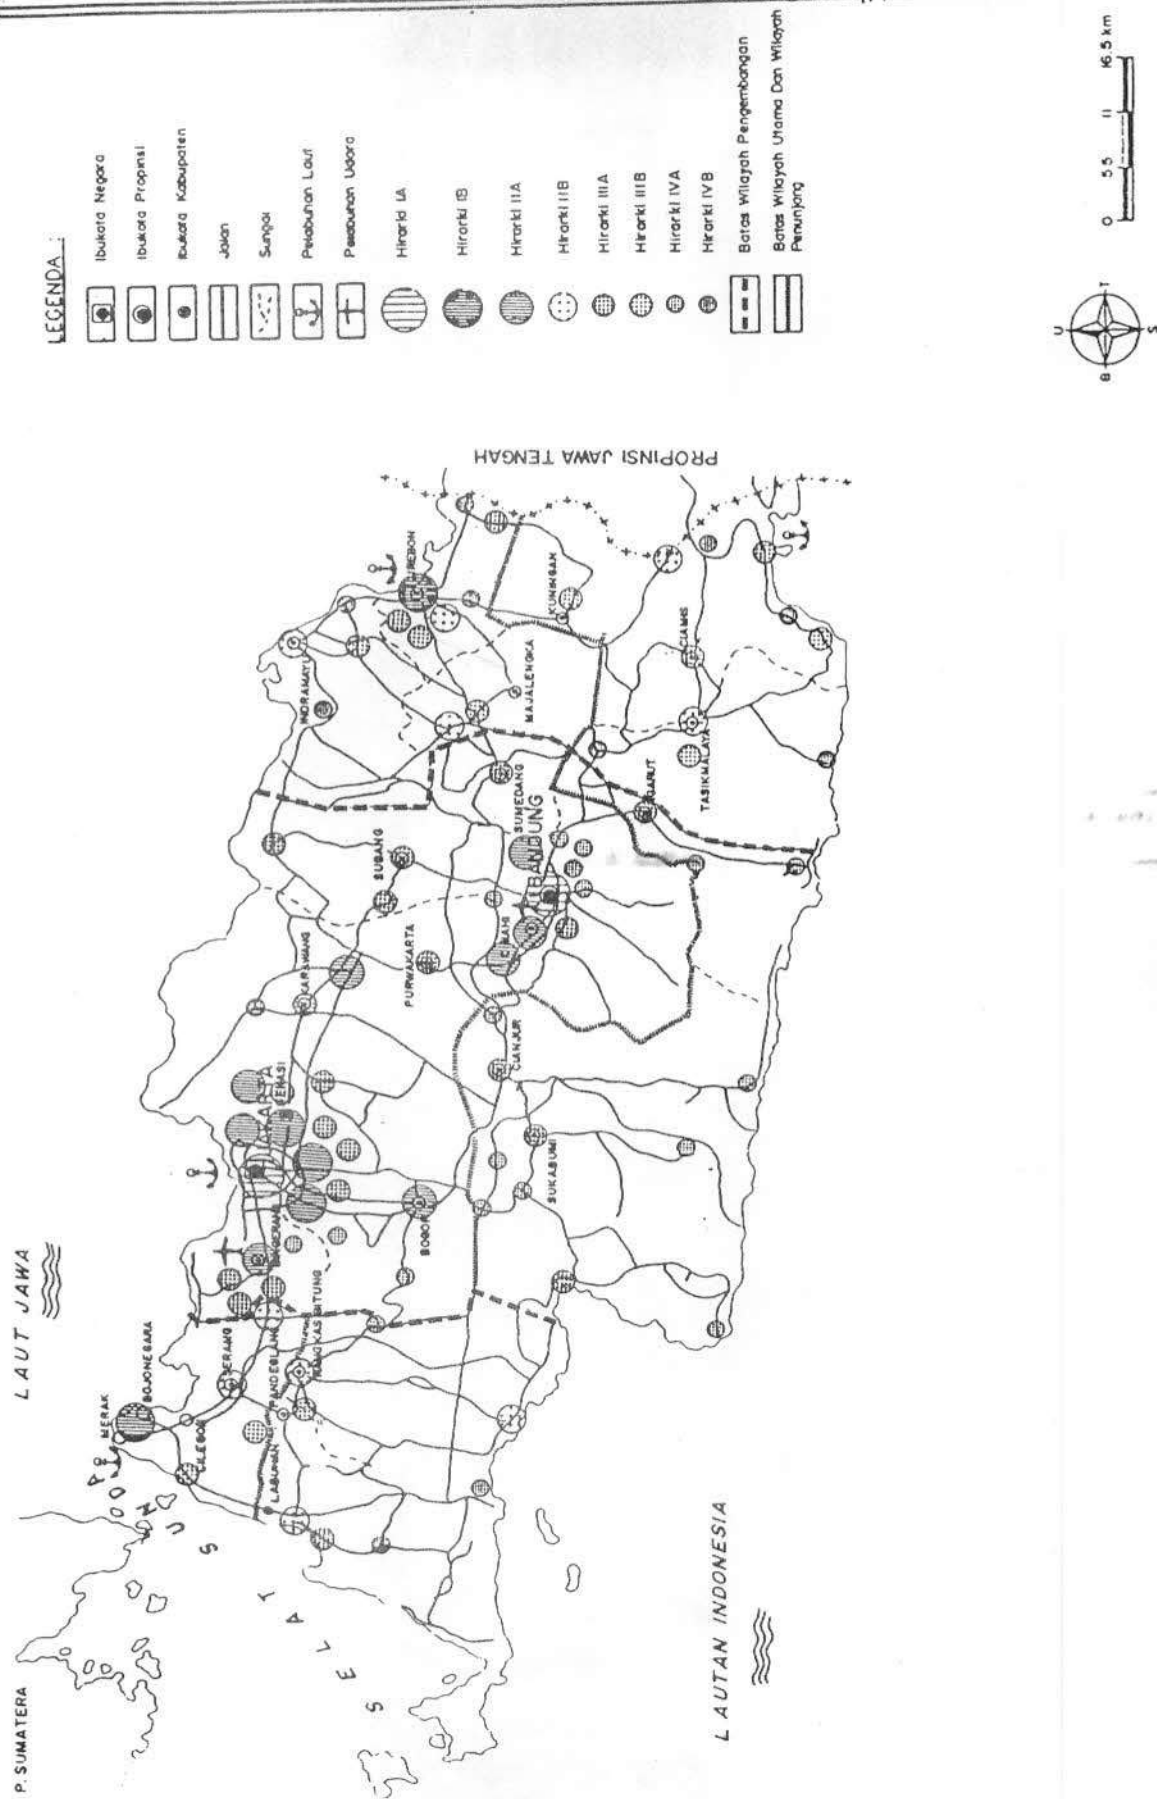 LEGENDA :
Ibukota Negara
Ibukota Propinsi
Ibukota Kabupaten
Jalan
Sungai
Pelabuhan Laut
Pelabuhan Udara
Hirarki IA
Hirarki IB
Hirarki IIA
Hirarki IIB
Hirarki IIIA
Hirarki IIIB
Hirarki IVA
Hirarki IVB
Batas Wilayah Pengembangan
Batas Wilayah Utama Dan Wilayah
Penunjang
0 5.5 11 16.5 km
U
B T
S
P. SUMATERA
LAUT JAWA
SELAT SUNDA
LAUTAN INDONESIA
PROPINSI JAWA TENGAH
MERAK
BOJONEGARA
CILEGON
SERANG
PANDEGLANG
LABUHAN
RANGKASBITUNG
TANGERANG
JAKARTA
BEKASI
BOGOR
KARAWANG
PURWAKARTA
SUBANG
SUKABUMI
CIANJUR
CIMAHI
BANDUNG
SUMEDANG
INDRAMAYU
CIREBON
MAJALENGKA
KUNINGAN
GARUT
TASIKMALAYA
CIAMIS